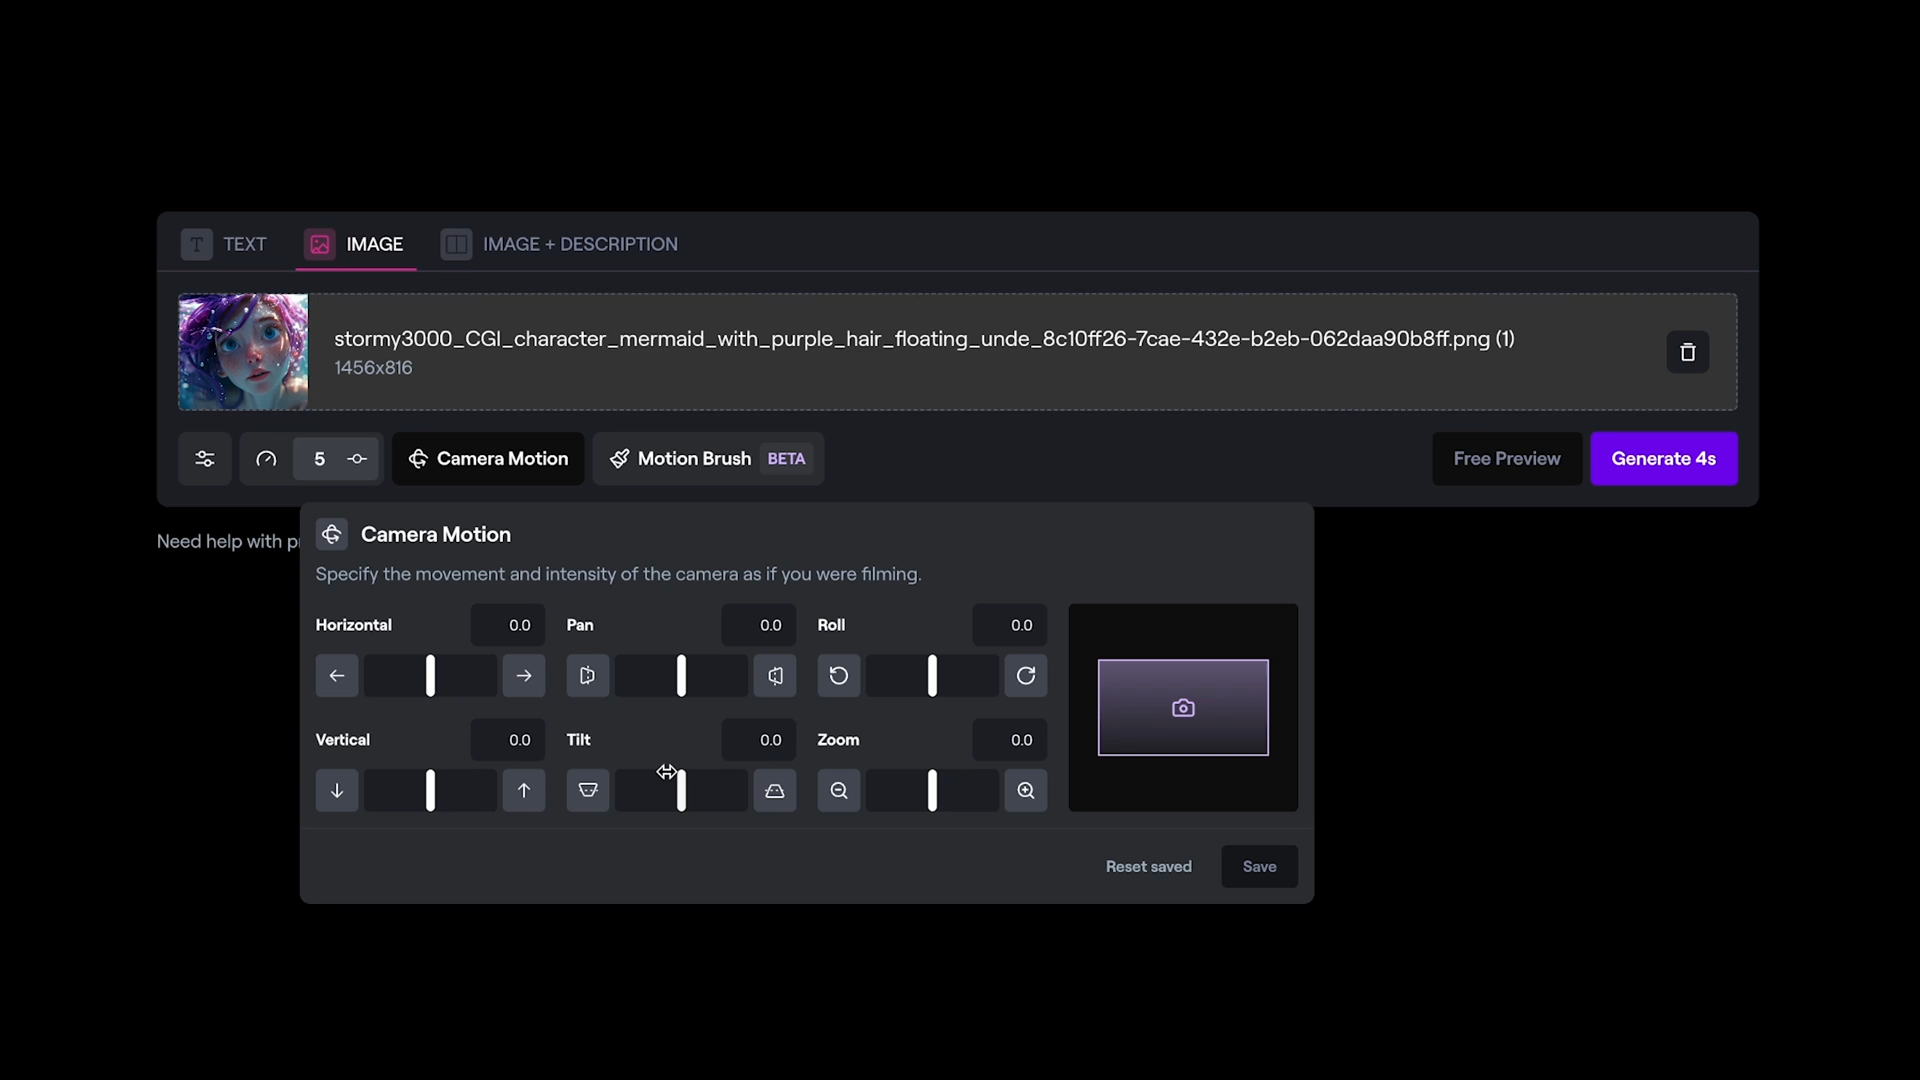 T TEXT IMAGE IMAGE + DESCRIPTION
stormy3000_CGI_character_mermaid_with_purple_hair_floating_unde_8c10ff26-7cae-432e-b2eb-062daa90b8ff.png (1)
1456x816
5 Camera Motion Motion Brush BETA Free Preview Generate 4s
Need help with
Camera Motion
Specify the movement and intensity of the camera as if you were filming.
Horizontal 0.0 Pan 0.0 Roll 0.0
Vertical 0.0 Tilt 0.0 Zoom 0.0
Reset saved Save